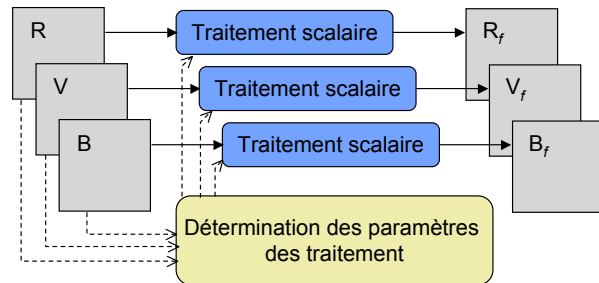 R
Traitement scalaire
R_f
V
Traitement scalaire
V_f
B
Traitement scalaire
B_f
Détermination des paramètres
des traitement